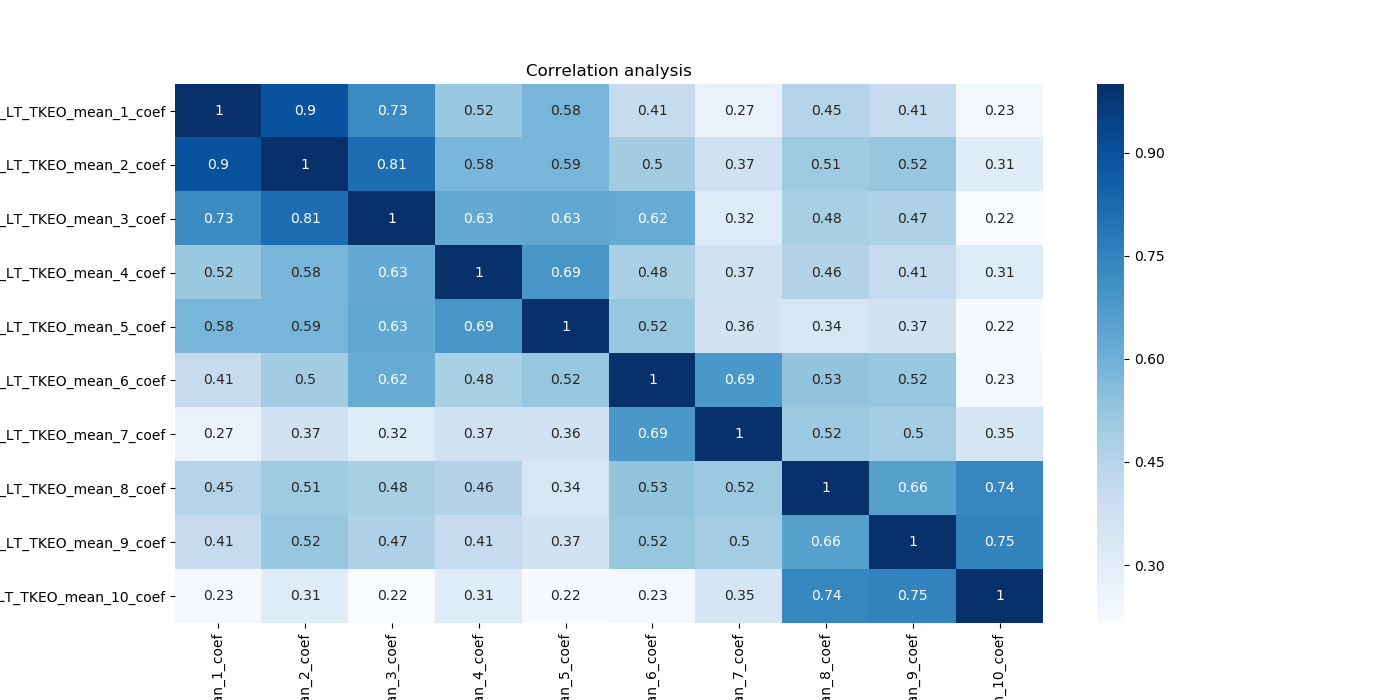 Correlation analysis
_LT_TKEO_mean_1_coef 1 0.9 0.73 0.52 0.58 0.41 0.27 0.45 0.41 0.23
_LT_TKEO_mean_2_coef 0.9 1 0.81 0.58 0.59 0.5 0.37 0.51 0.52 0.31
_LT_TKEO_mean_3_coef 0.73 0.81 1 0.63 0.63 0.62 0.32 0.48 0.47 0.22
_LT_TKEO_mean_4_coef 0.52 0.58 0.63 1 0.69 0.48 0.37 0.46 0.41 0.31
_LT_TKEO_mean_5_coef 0.58 0.59 0.63 0.69 1 0.52 0.36 0.34 0.37 0.22
_LT_TKEO_mean_6_coef 0.41 0.5 0.62 0.48 0.52 1 0.69 0.53 0.52 0.23
_LT_TKEO_mean_7_coef 0.27 0.37 0.32 0.37 0.36 0.69 1 0.52 0.5 0.35
_LT_TKEO_mean_8_coef 0.45 0.51 0.48 0.46 0.34 0.53 0.52 1 0.66 0.74
_LT_TKEO_mean_9_coef 0.41 0.52 0.47 0.41 0.37 0.52 0.5 0.66 1 0.75
LT_TKEO_mean_10_coef 0.23 0.31 0.22 0.31 0.22 0.23 0.35 0.74 0.75 1
an_1_coef
an_2_coef
an_3_coef
an_4_coef
an_5_coef
an_6_coef
an_7_coef
an_8_coef
an_9_coef
n_10_coef
0.90
0.75
0.60
0.45
0.30